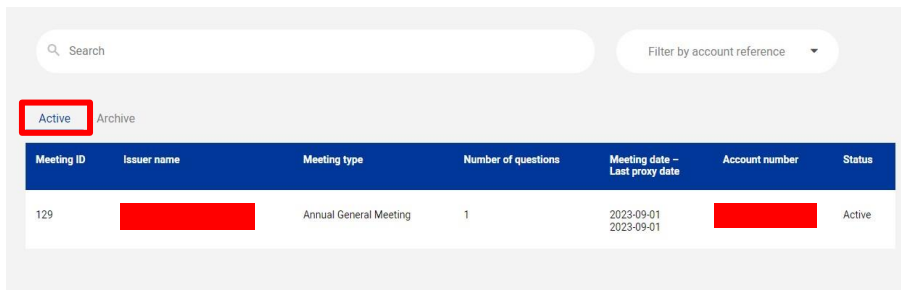 Search
Filter by account reference
Active Archive
Meeting ID Issuer name Meeting type Number of questions Meeting date – Last proxy date Account number Status
129 Annual General Meeting 1 2023-09-01 Active
2023-09-01